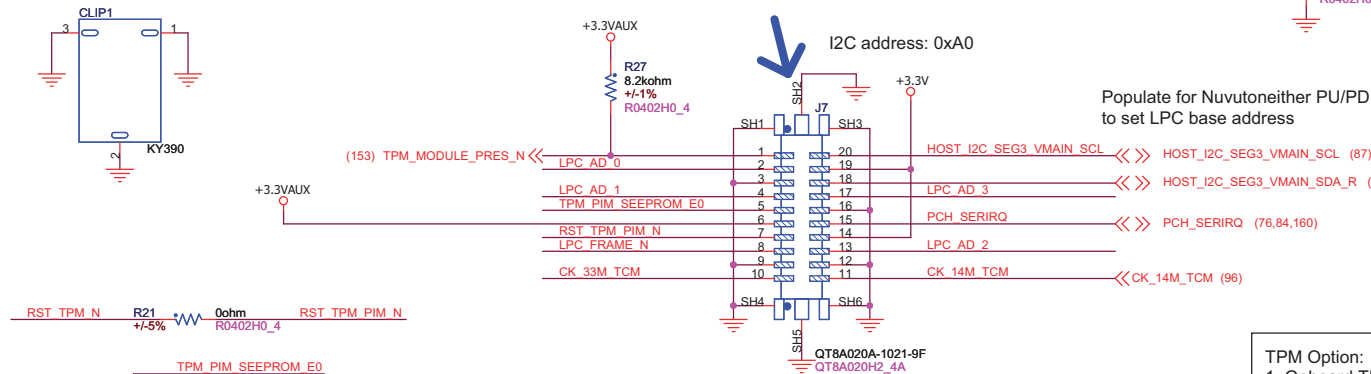 CLIP1
3
1
2
KY390
+3.3VAUX
R27
8.2kohm
+/-1%
R0402H0_4
I2C address: 0xA0
+3.3V
Populate for Nuvutoneither PU/PD
to set LPC base address
SH2
J7
SH1
SH3
(153) TPM_MODULE_PRES_N
1
20
HOST_I2C_SEG3_VMAIN_SCL
HOST_I2C_SEG3_VMAIN_SCL (87)
LPC_AD_0
2
19
3
18
HOST_I2C_SEG3_VMAIN_SDA_R (
+3.3VAUX
LPC_AD_1
4
17
LPC_AD_3
TPM_PIM_SEEPROM_E0
5
16
6
15
PCH_SERIRQ
PCH_SERIRQ (76,84,160)
RST_TPM_PIM_N
7
14
LPC_FRAME_N
8
13
LPC_AD_2
9
12
CK_33M_TCM
10
11
CK_14M_TCM
CK_14M_TCM (96)
SH4
SH6
SH5
RST_TPM_N
R21
+/-5%
0ohm
R0402H0_4
RST_TPM_PIM_N
QT8A020A-1021-9F
QT8A020H2_4A
TPM_PIM_SEEPROM_E0
TPM Option: